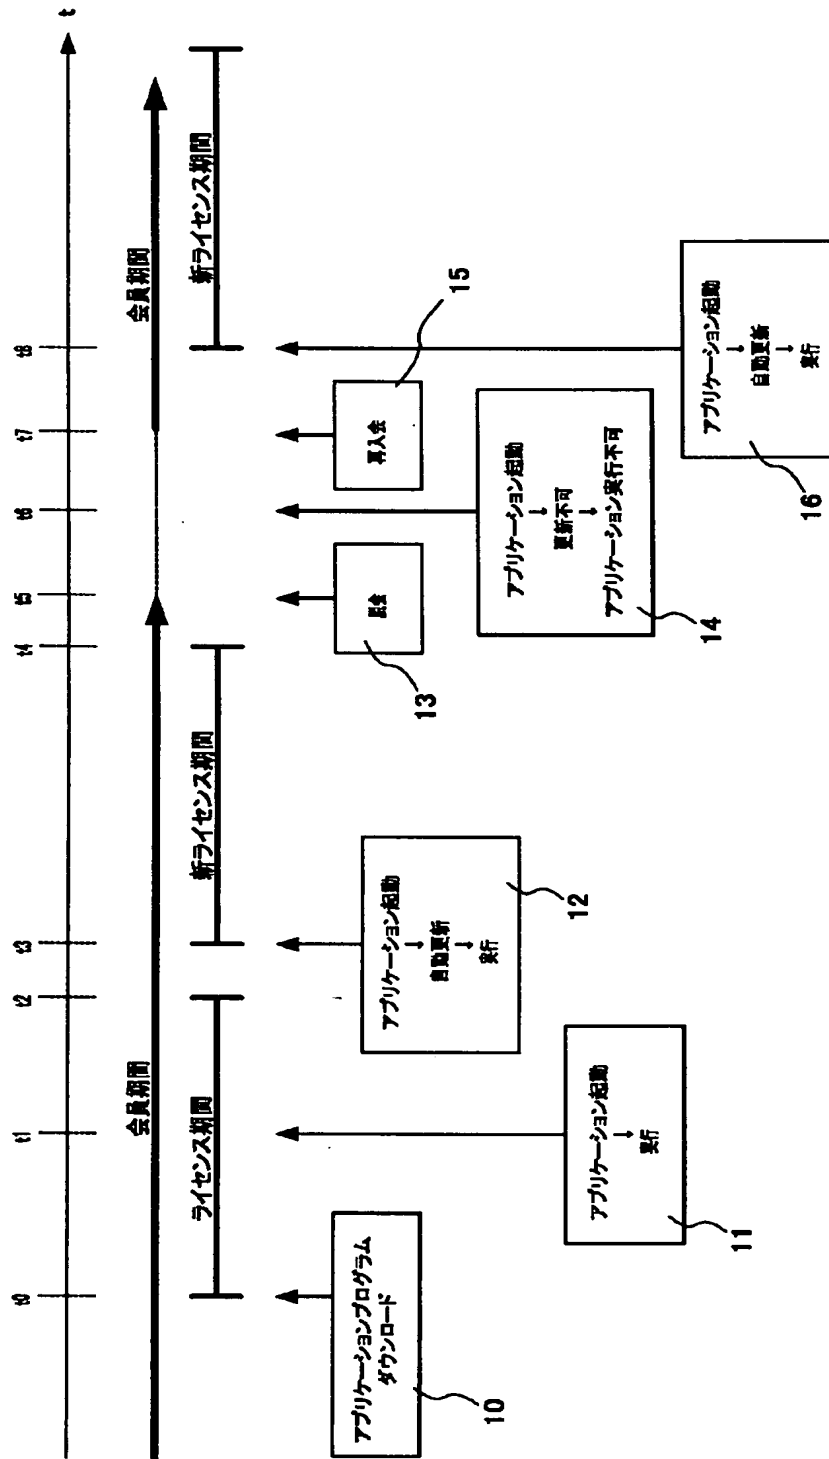 t0
t1
t2
t3
t4
t5
t6
t7
t8
t
会員期間
会員期間
ライセンス期間
新ライセンス期間
新ライセンス期間
アプリケーションプログラム
ダウンロード
10
アプリケーション起動
↓
実行
11
アプリケーション起動
↓
自動更新
↓
実行
12
脱会
13
アプリケーション起動
↓
更新不可
↓
アプリケーション実行不可
14
再入会
15
アプリケーション起動
↓
自動更新
↓
実行
16